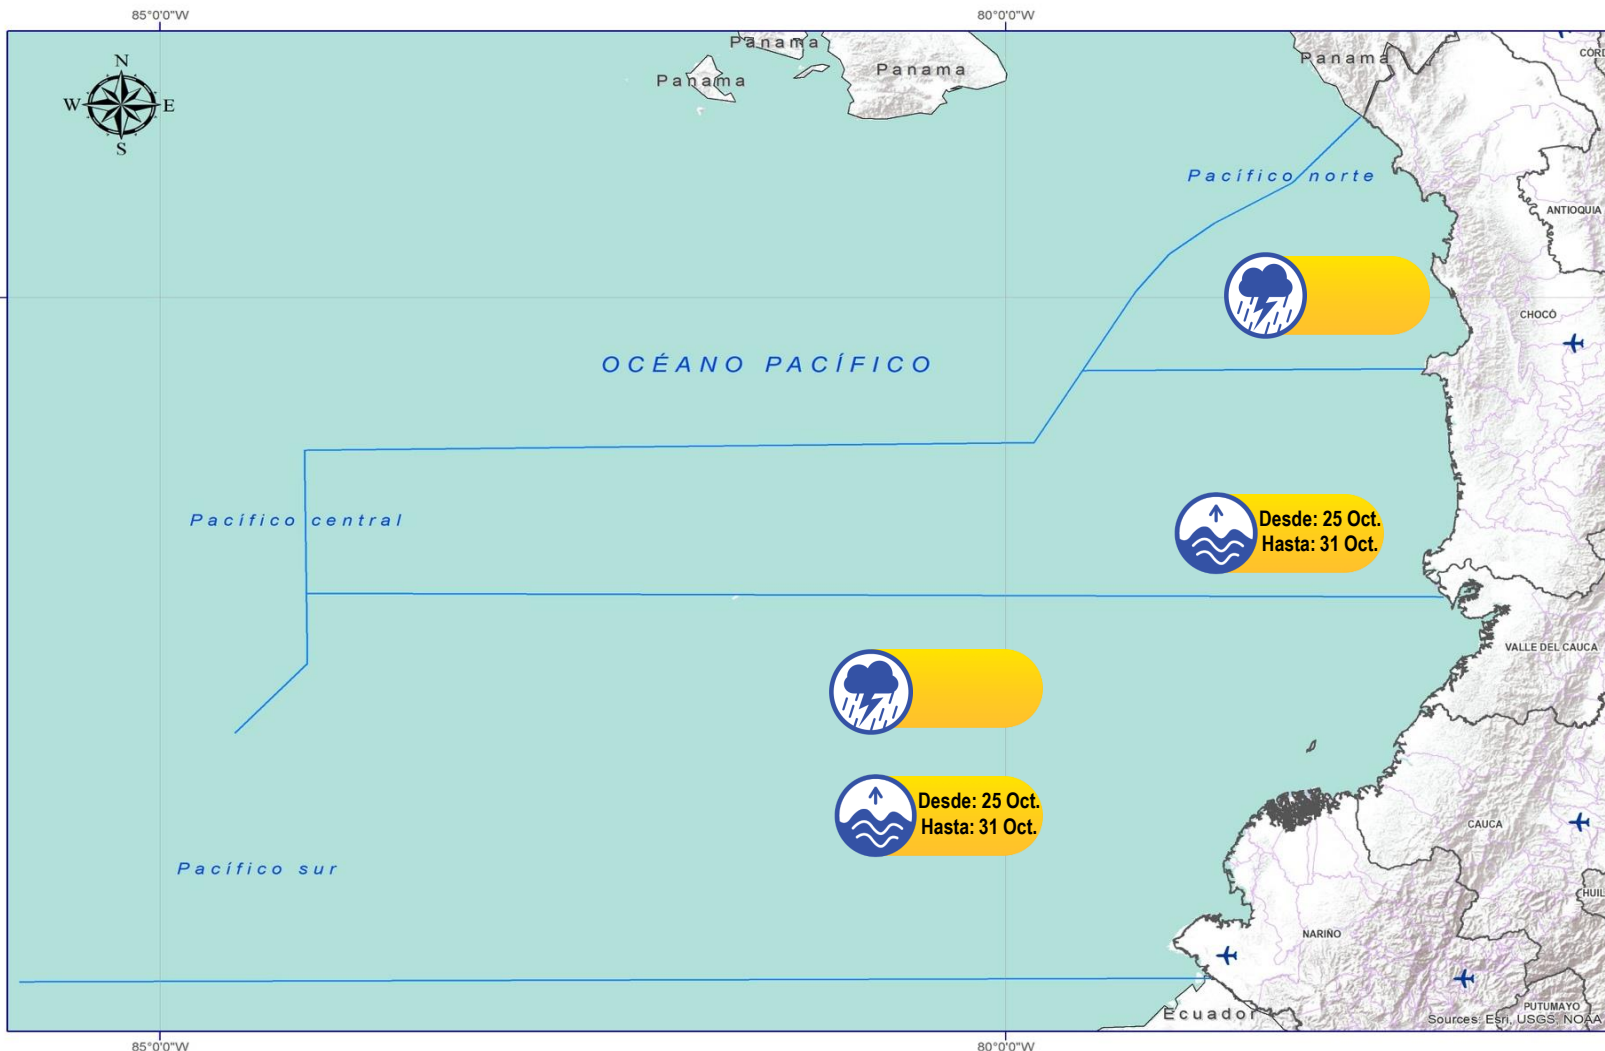 85°0'0"W
80°0'0"W
N
W
E
S
Panama
Panama
Panama
Panama
CÓRD
Pacífico norte
ANTIOQUIA
CHOCÓ
OCÉANO PACÍFICO
Pacífico central
Desde: 25 Oct.
Hasta: 31 Oct.
VALLE DEL CAUCA
Desde: 25 Oct.
Hasta: 31 Oct.
CAUCA
Pacífico sur
HUIL
NARIÑO
PUTUMAYO
Ecuador
Sources: Esri, USGS, NOAA
85°0'0"W
80°0'0"W